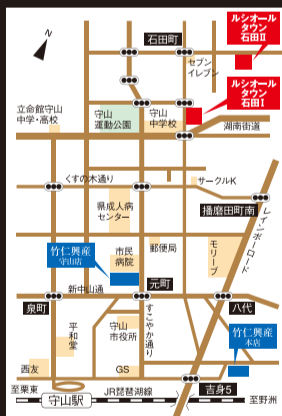 N
石田町
ルシオール
タウン
石田Ⅱ
セブン
イレブン
ルシオール
タウン
石田Ⅰ
立命館守山
中学・高校
守山
運動公園
守山
中学校
湖南街道
くすの木通り
サークルK
県成人病
センター
播磨田町南
レインボーロード
竹仁興産
守山店
市民
病院
郵便局
モリーブ
新中山通
元町
泉町
すこやか通り
八代
平和堂
守山
市役所
竹仁興産
本店
西友
GS
吉身5
至栗東
JR琵琶湖線
至野洲
守山駅